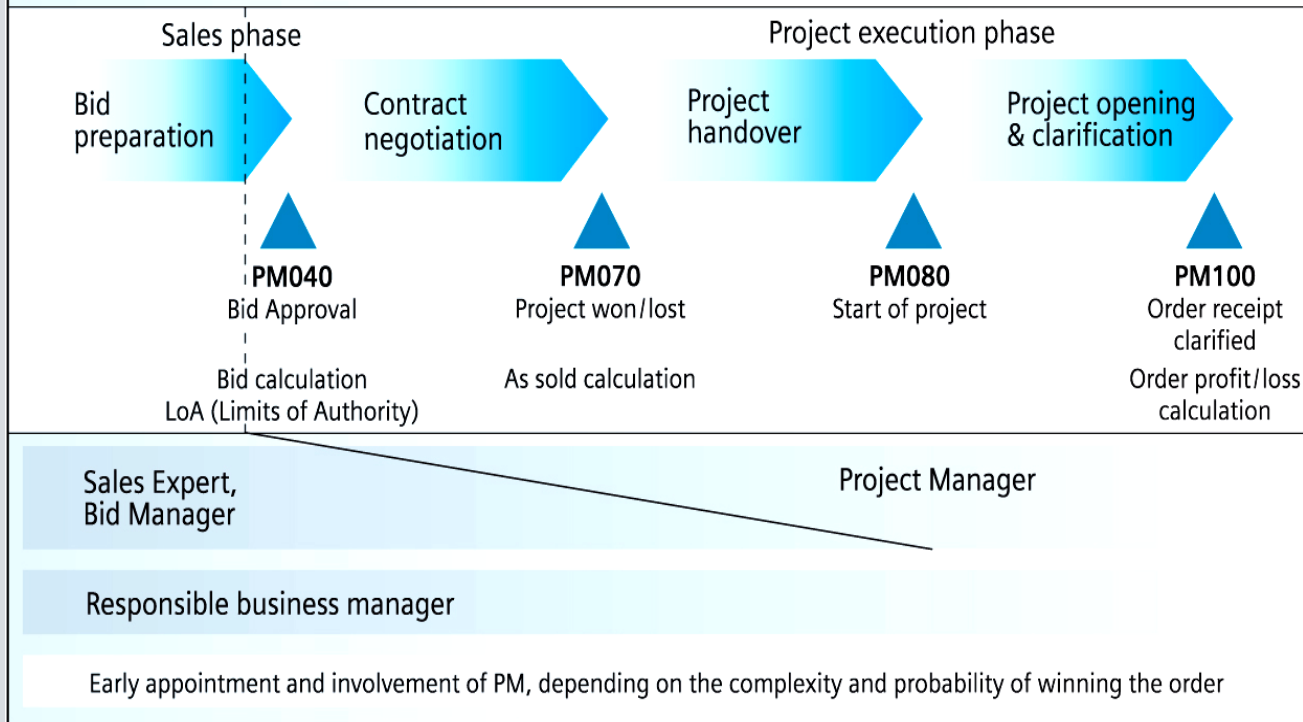 Sales phase
Project execution phase
Bid
preparation
Contract
negotiation
Project
handover
Project opening
& clarification
PM040
Bid Approval
PM070
Project won/lost
PM080
Start of project
PM100
Order receipt
clarified
Bid calculation
LoA (Limits of Authority)
As sold calculation
Order profit/loss
calculation
Sales Expert,
Bid Manager
Project Manager
Responsible business manager
Early appointment and involvement of PM, depending on the complexity and probability of winning the order